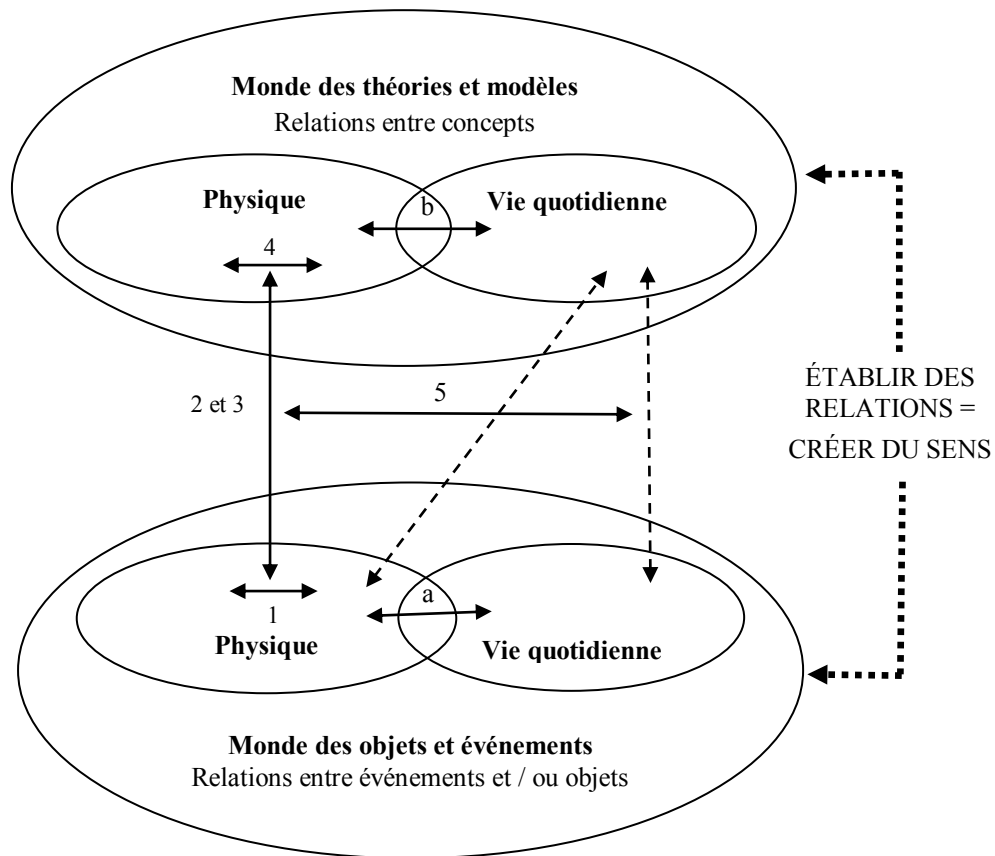 Monde des théories et modèles
Relations entre concepts
Physique
b
Vie quotidienne
4
2 et 3
5
ÉTABLIR DES
RELATIONS =
CRÉER DU SENS
1
a
Physique
Vie quotidienne
Monde des objets et événements
Relations entre événements et / ou objets